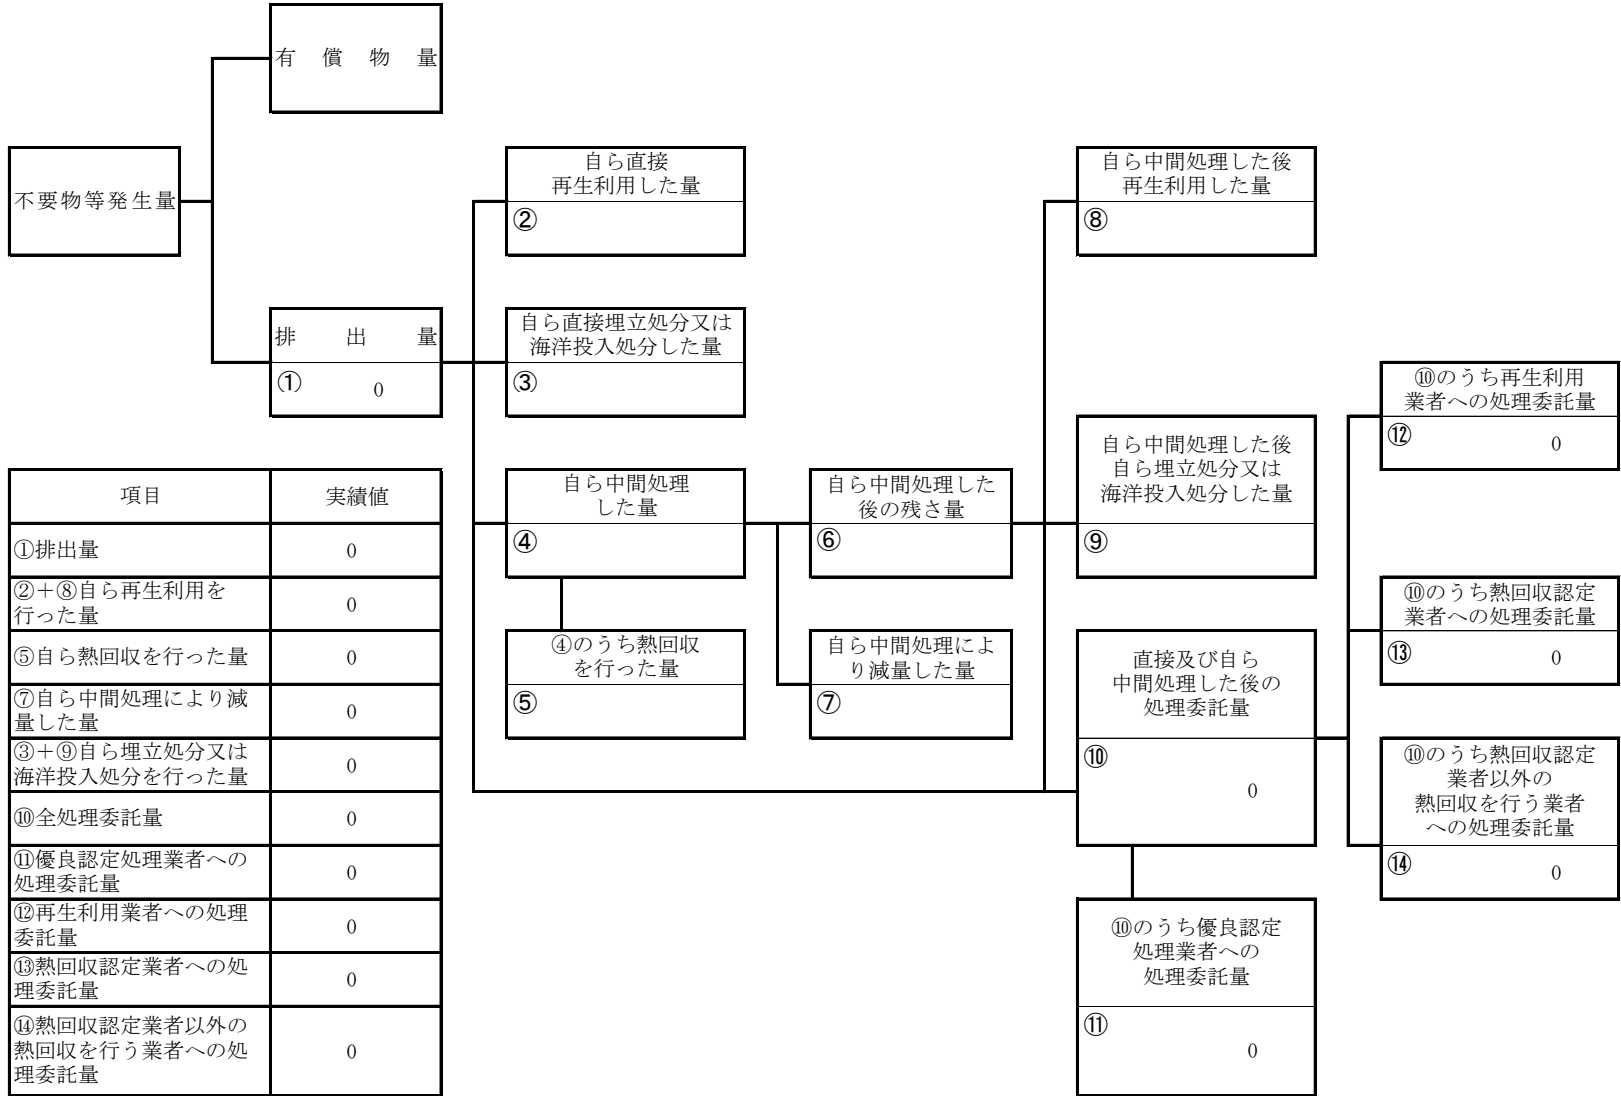 有償物量
不要物等発生量
自ら直接
再生利用した量
②
自ら中間処理した後
再生利用した量
⑧
排出量
① 0
自ら直接埋立処分又は
海洋投入処分した量
③
⑩のうち再生利用
業者への処理委託量
⑫ 0
自ら中間処理
した量
④
自ら中間処理した
後の残さ量
⑥
自ら中間処理した後
自ら埋立処分又は
海洋投入処分した量
⑨
⑩のうち熱回収認定
業者への処理委託量
⑬ 0
④のうち熱回収
を行った量
⑤
自ら中間処理によ
り減量した量
⑦
直接及び自ら
中間処理した後の
処理委託量
⑩
0
⑩のうち熱回収認定
業者以外の
熱回収を行う業者
への処理委託量
⑭ 0
⑩のうち優良認定
処理業者への
処理委託量
⑪
0
項目 実績値
①排出量 0
②＋⑧自ら再生利用を
行った量 0
⑤自ら熱回収を行った量 0
⑦自ら中間処理により減
量した量 0
③＋⑨自ら埋立処分又は
海洋投入処分を行った量 0
⑩全処理委託量 0
⑪優良認定処理業者への
処理委託量 0
⑫再生利用業者への処理
委託量 0
⑬熱回収認定業者への処
理委託量 0
⑭熱回収認定業者以外の
熱回収を行う業者への処 0
理委託量